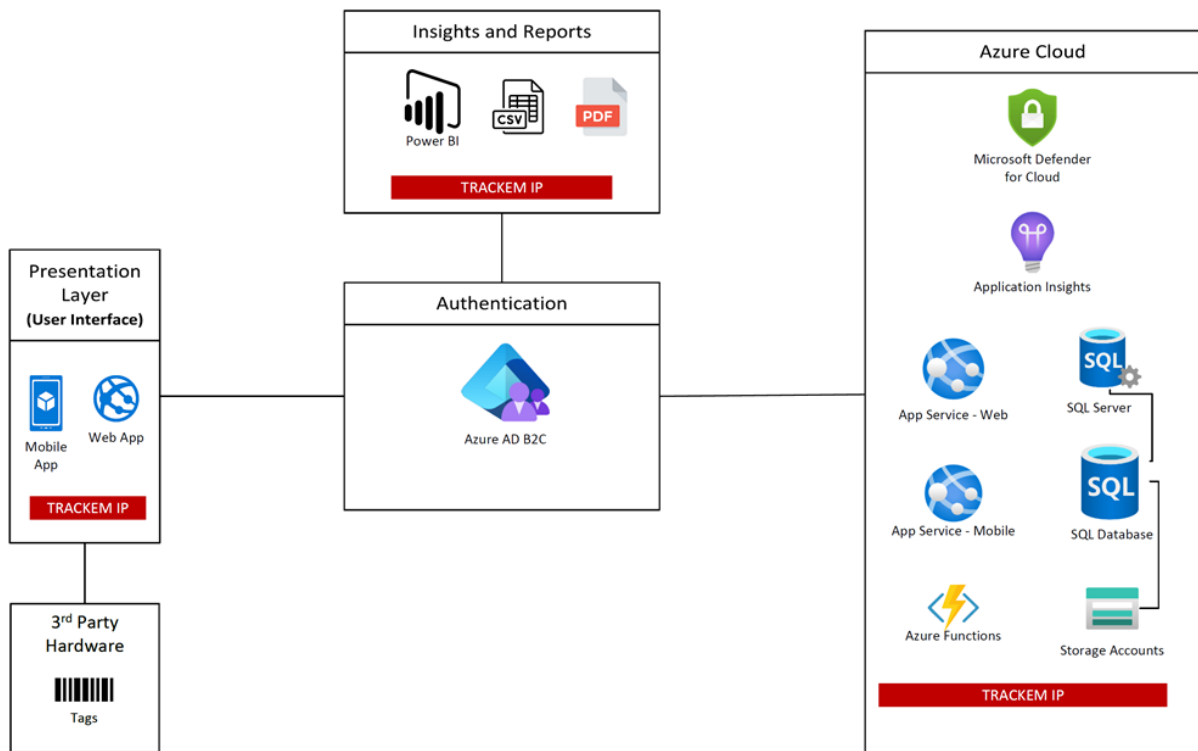 Insights and Reports
Power BI
CSV
PDF
TRACKEM IP
Presentation
Layer
(User Interface)
Mobile
App
Web App
TRACKEM IP
3rd Party
Hardware
Tags
Authentication
Azure AD B2C
Azure Cloud
Microsoft Defender
for Cloud
Application Insights
App Service - Web
SQL
SQL Server
App Service - Mobile
SQL
SQL Database
Azure Functions
Storage Accounts
TRACKEM IP